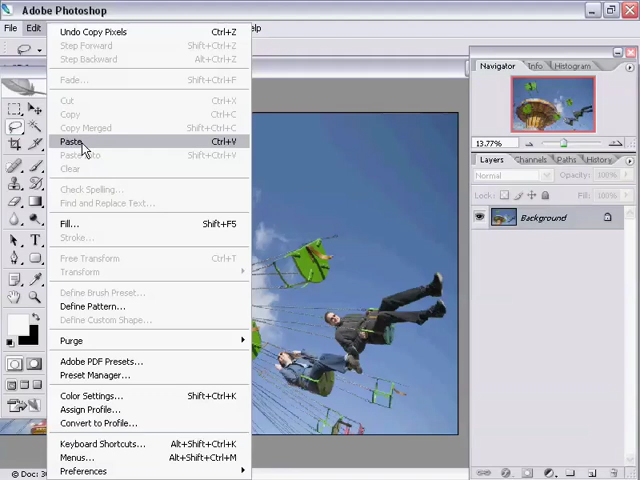 Adobe Photoshop
File Edit
Undo Copy Pixels Ctrl+Z
Step Forward Shift+Ctrl+Z
Step Backward Alt+Ctrl+Z
Fade... Shift+Ctrl+F
Cut Ctrl+X
Copy Ctrl+C
Copy Merged Shift+Ctrl+C
Paste Ctrl+V
Shift+Ctrl+V
Clear
Check Spelling...
Find and Replace Text...
Fill... Shift+F5
Stroke...
Free Transform Ctrl+T
Transform
Define Brush Preset...
Define Pattern...
Define Custom Shape...
Purge
Adobe PDF Presets...
Preset Manager...
Color Settings... Shift+Ctrl+K
Assign Profile...
Convert to Profile...
Keyboard Shortcuts... Alt+Shift+Ctrl+K
Menus... Alt+Shift+Ctrl+M
Preferences
Navigator Info Histogram
13.77%
Layers Channels Paths History
Normal Opacity: 100%
Lock: Fill: 100%
Background